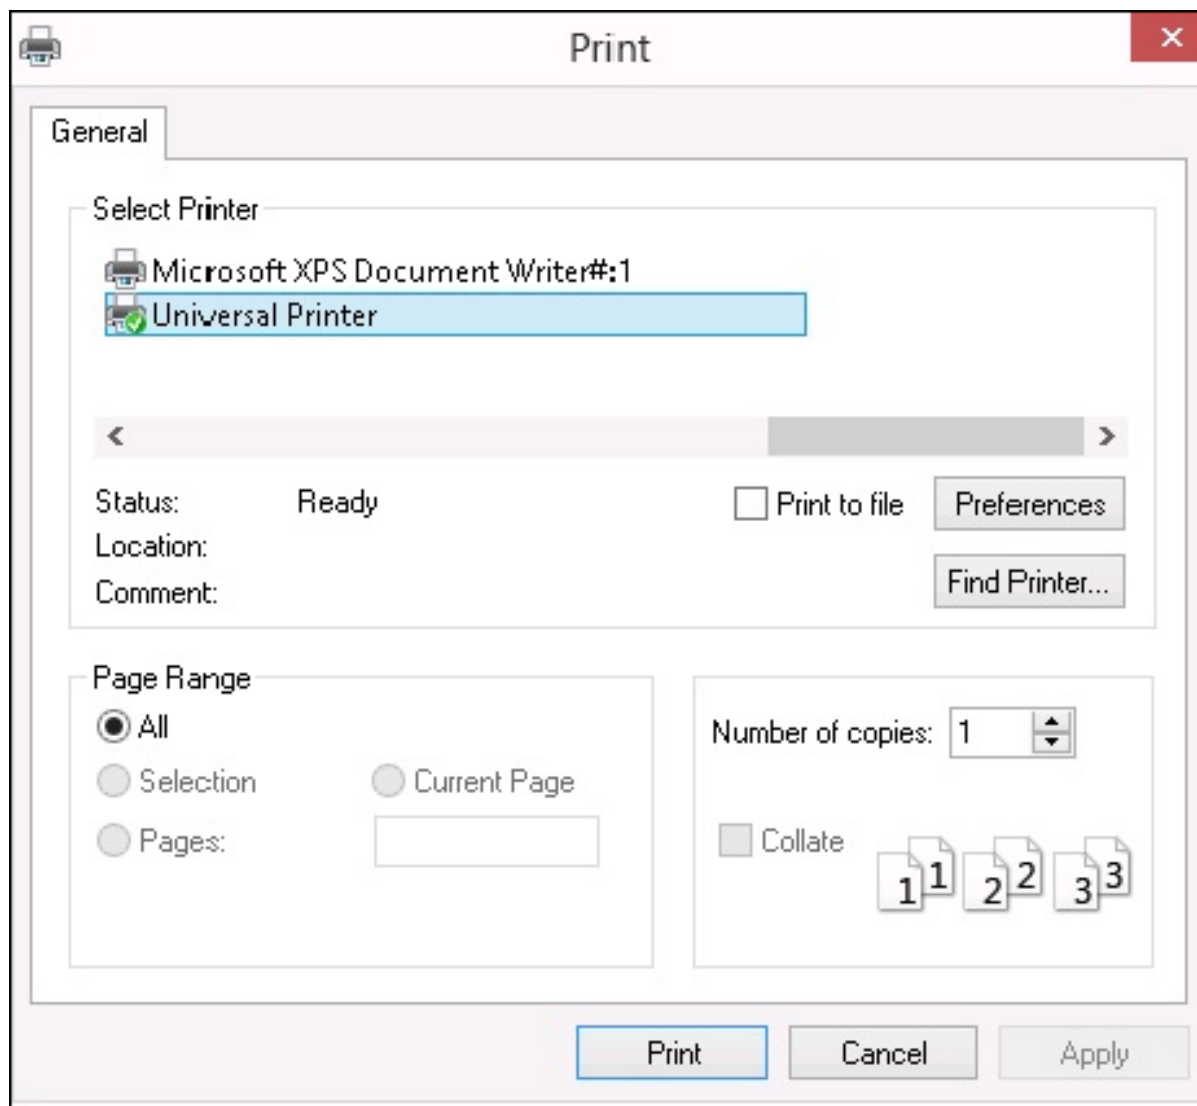 Print
General
Select Printer
Microsoft XPS Document Writer#:1
Universal Printer
Status: Ready
Print to file
Preferences
Location:
Comment:
Find Printer...
Page Range
All
Selection
Current Page
Pages:
Number of copies: 1
Collate
1 1 2 2 3 3
Print Cancel Apply